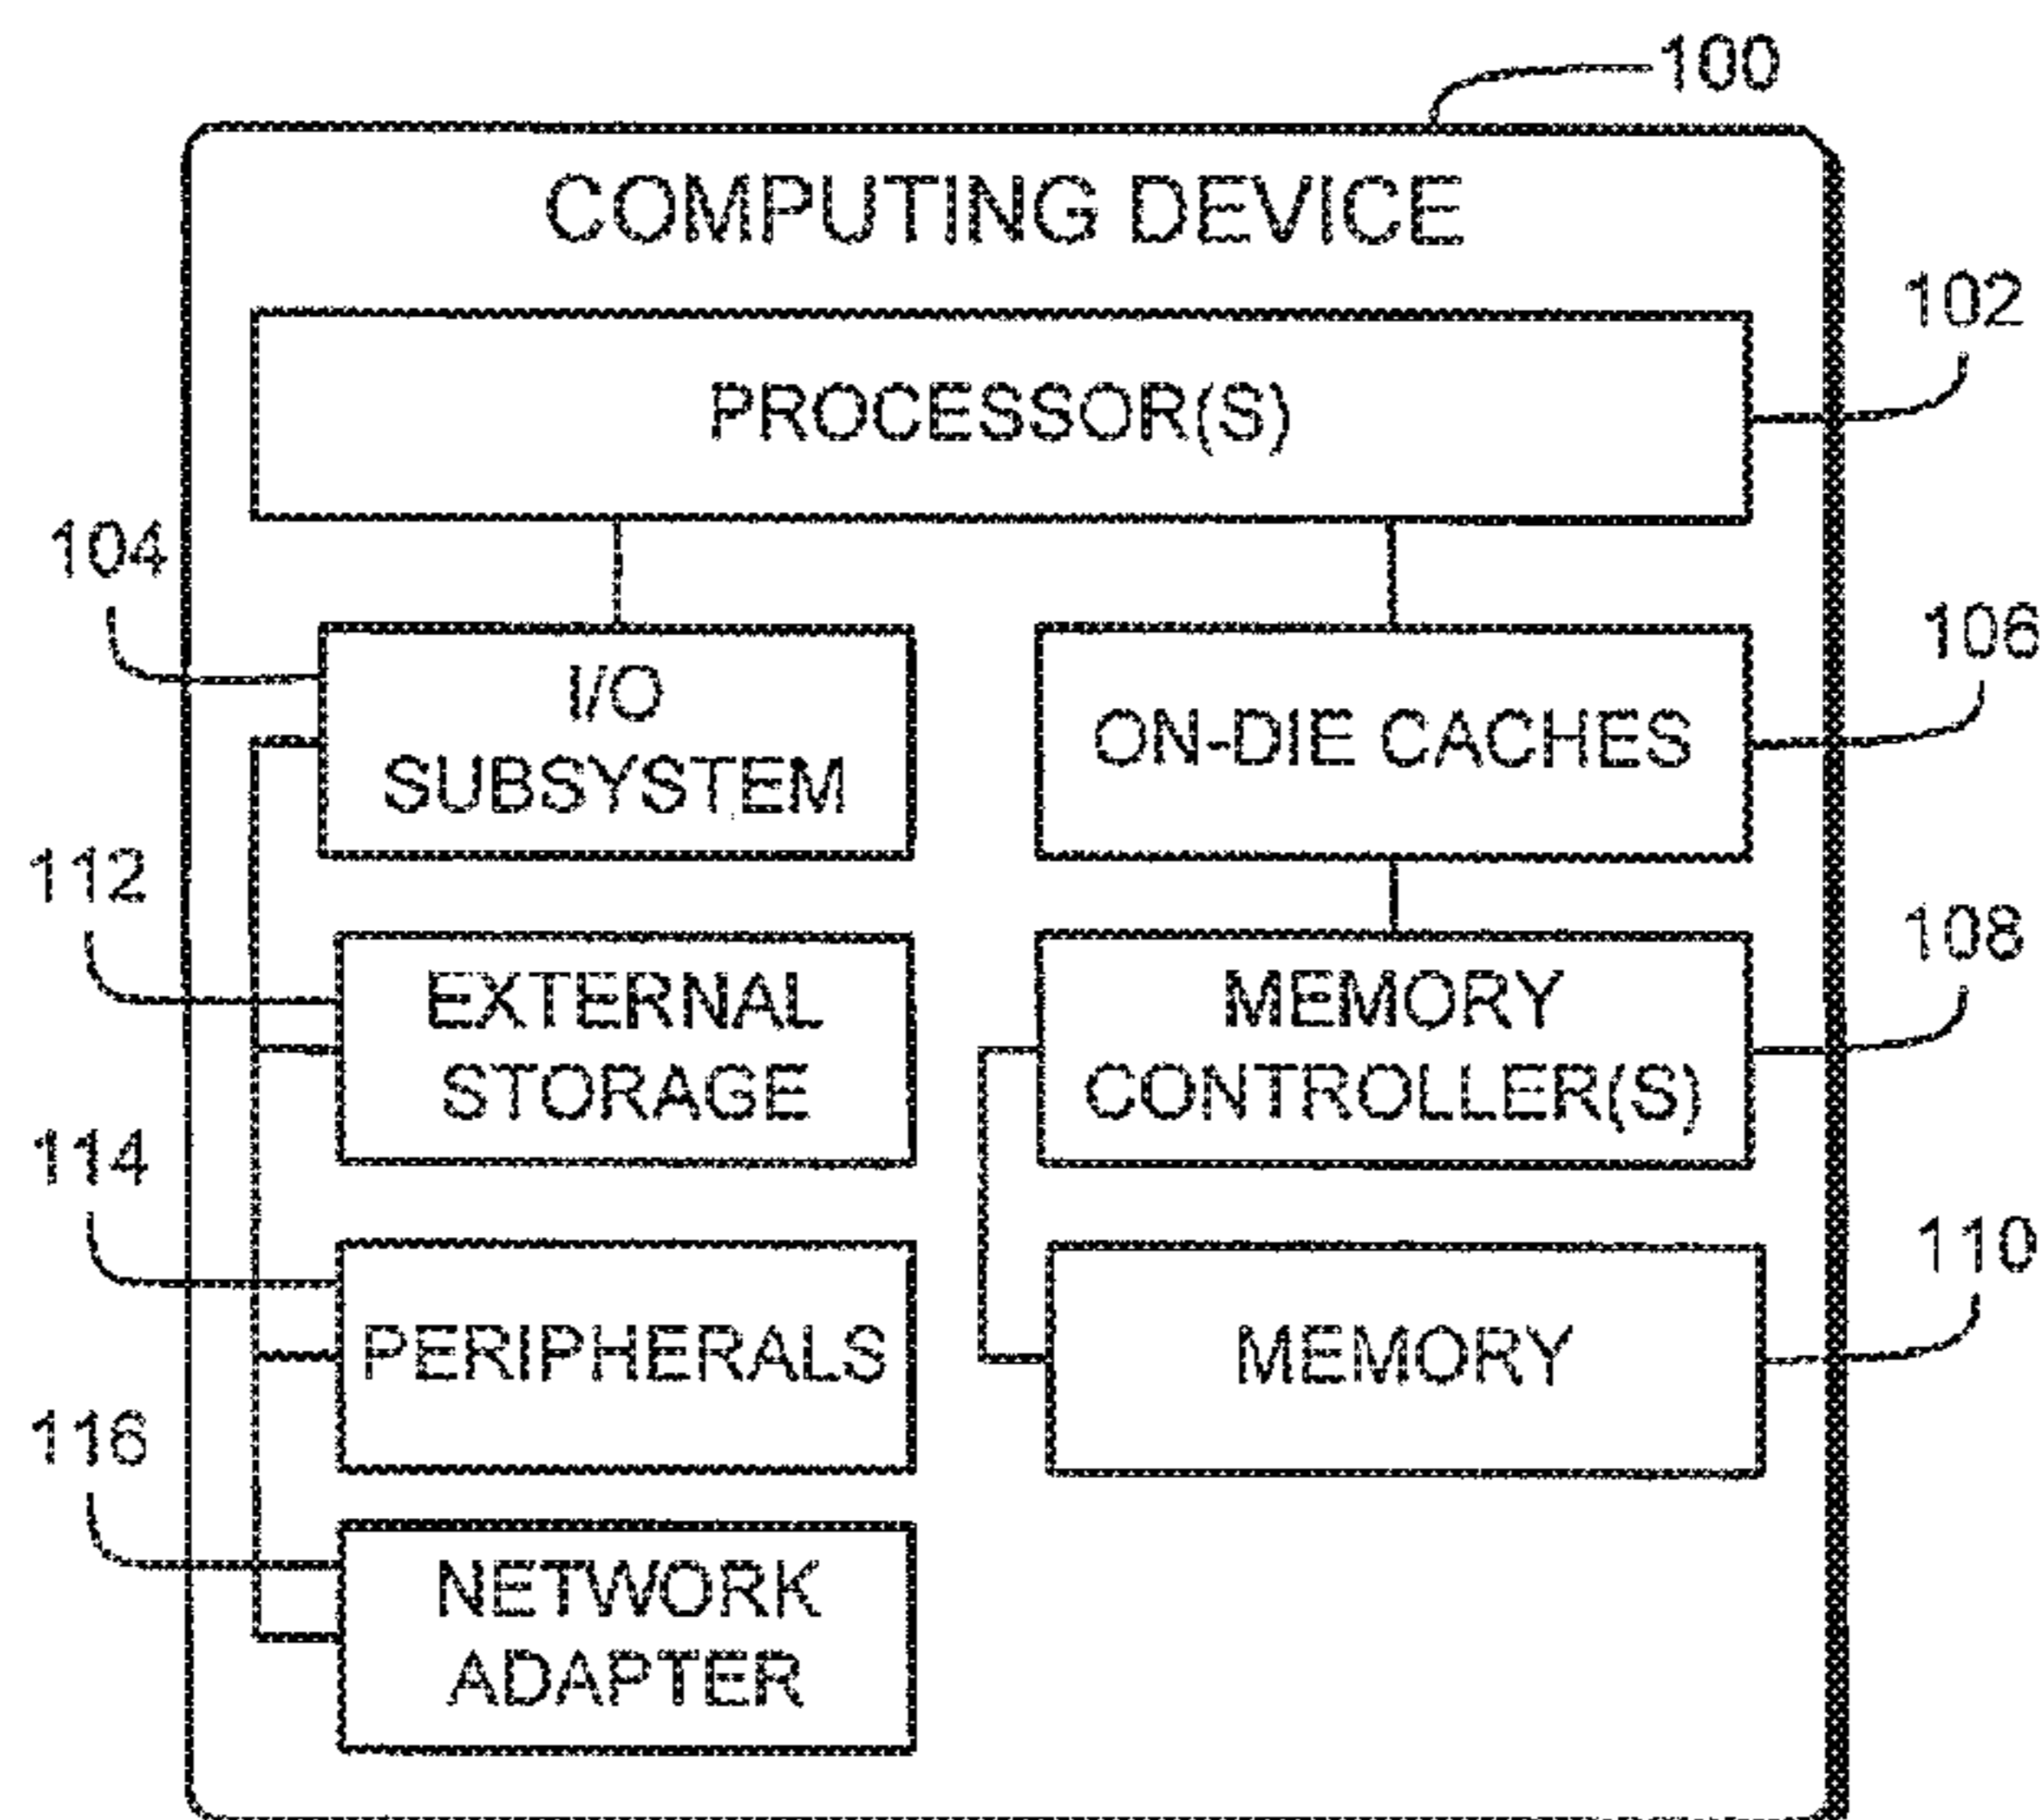 100
COMPUTING DEVICE
102
PROCESSOR(S)
104
I/O
SUBSYSTEM
106
ON-DIE CACHES
112
EXTERNAL
STORAGE
108
MEMORY
CONTROLLER(S)
114
PERIPHERALS
110
MEMORY
116
NETWORK
ADAPTER